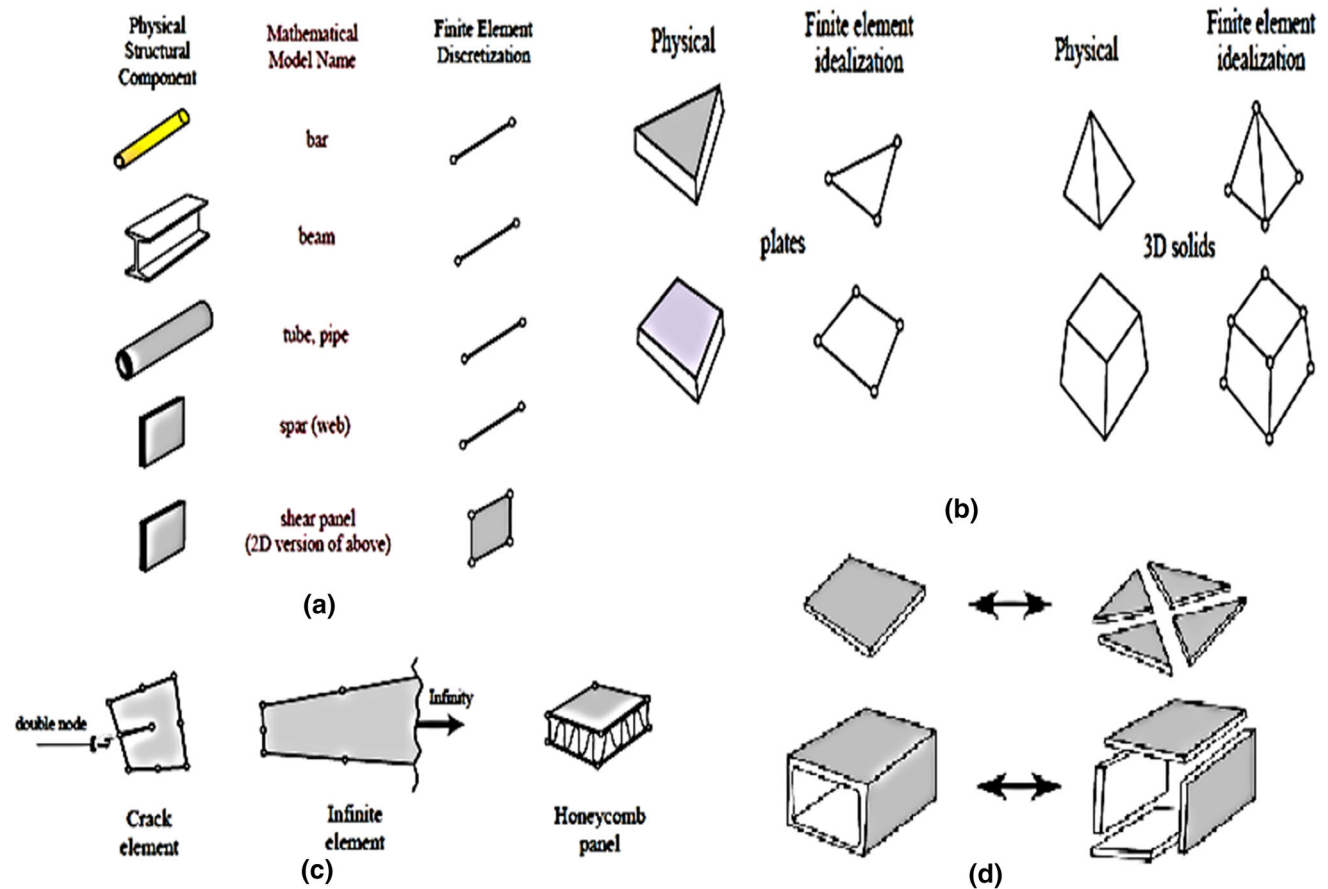 Physical
Structural
Component
Mathematical
Model Name
Finite Element
Discretization
bar
beam
tube, pipe
spar (web)
shear panel
(2D version of above)
(a)
Physical
Finite element
idealization
plates
Physical
Finite element
idealization
3D solids
(b)
double node
Infinity
Crack
element
Infinite
element
Honeycomb
panel
(c)
(d)